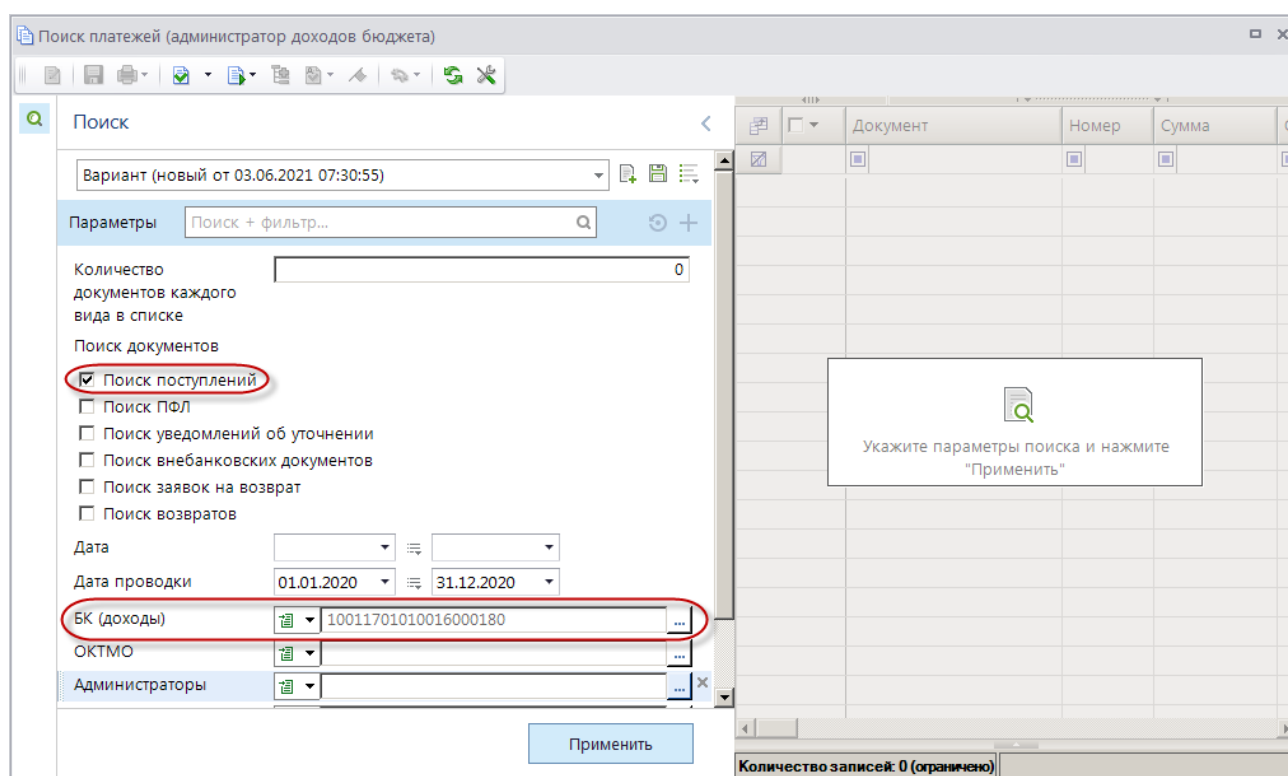 Поиск платежей (администратор доходов бюджета)
Поиск
Вариант (новый от 03.06.2021 07:30:55)
Параметры Поиск + фильтр...
Количество документов каждого вида в списке 0
Поиск документов
Поиск поступлений
Поиск ПФЛ
Поиск уведомлений об уточнении
Поиск внебанковских документов
Поиск заявок на возврат
Поиск возвратов
Дата
Дата проводки 01.01.2020 31.12.2020
БК (доходы) 10011701010016000180 ...
ОКТМО ...
Администраторы ...
Применить
Документ Номер Сумма
Укажите параметры поиска и нажмите
"Применить"
Количество записей: 0 (ограничено)